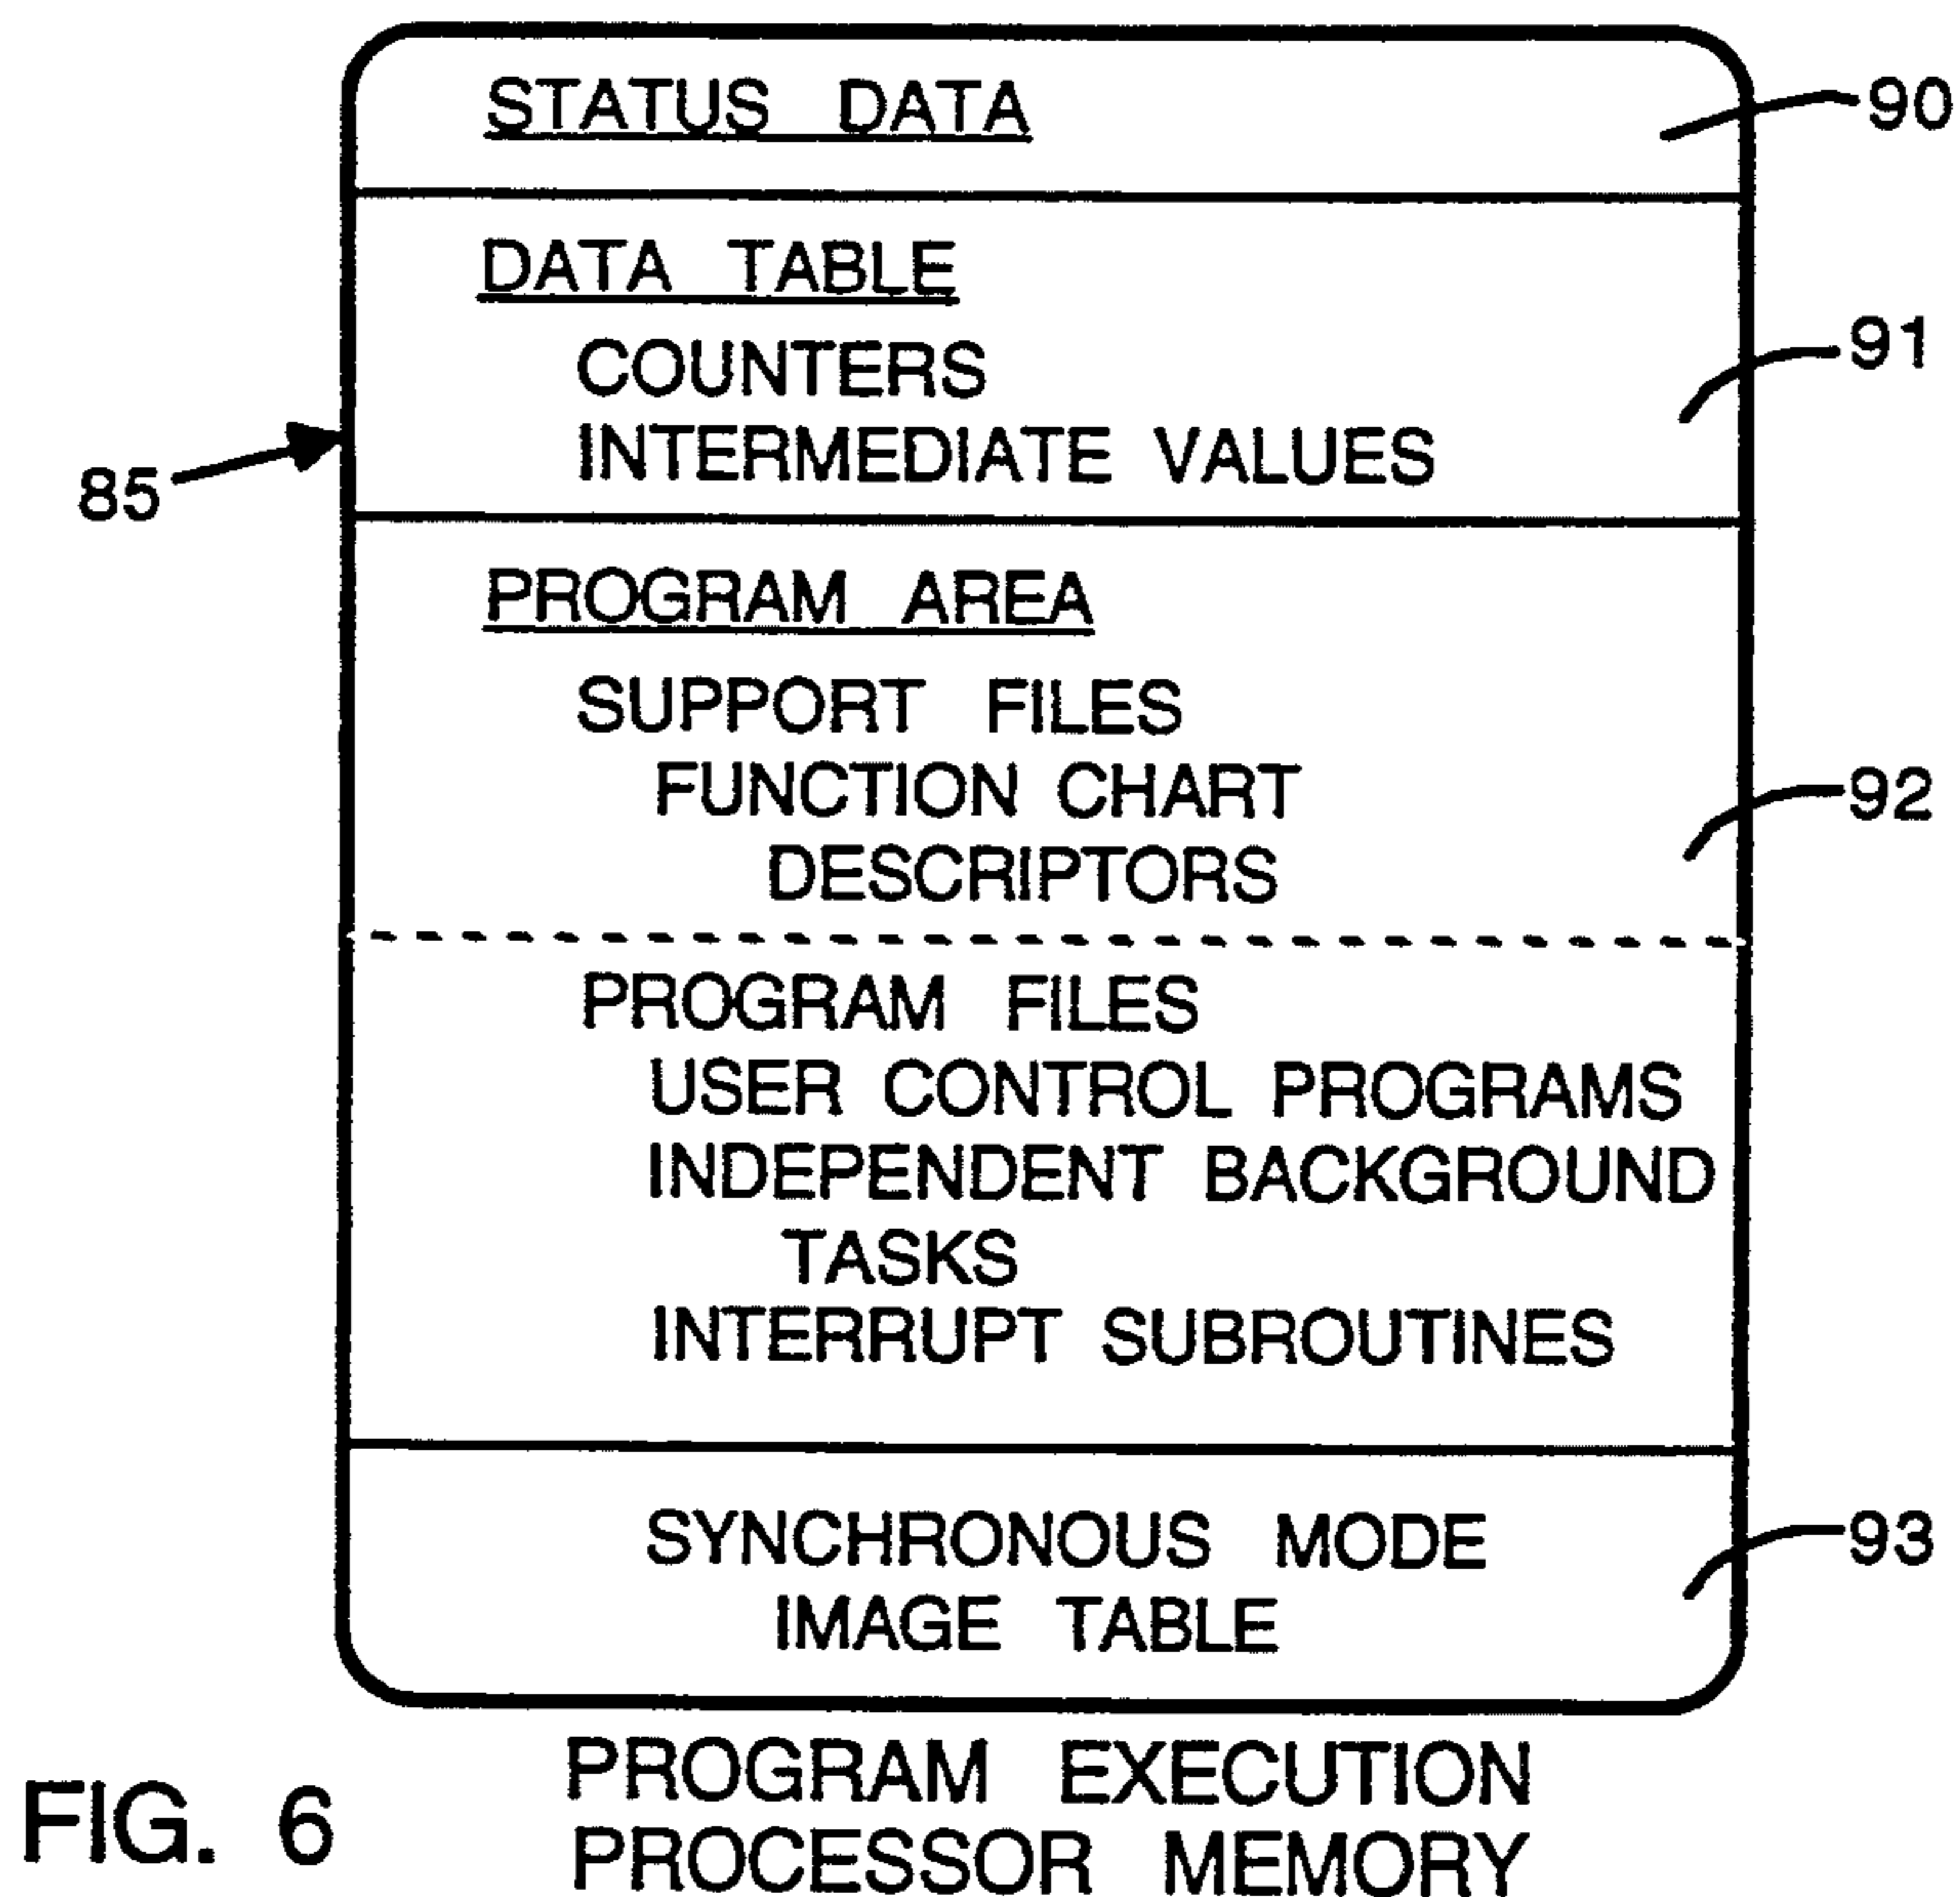 STATUS DATA
90
DATA TABLE
COUNTERS
91
INTERMEDIATE VALUES
85
PROGRAM AREA
SUPPORT FILES
FUNCTION CHART
92
DESCRIPTORS
PROGRAM FILES
USER CONTROL PROGRAMS
INDEPENDENT BACKGROUND
TASKS
INTERRUPT SUBROUTINES
SYNCHRONOUS MODE
93
IMAGE TABLE
PROGRAM EXECUTION
PROCESSOR MEMORY
FIG. 6